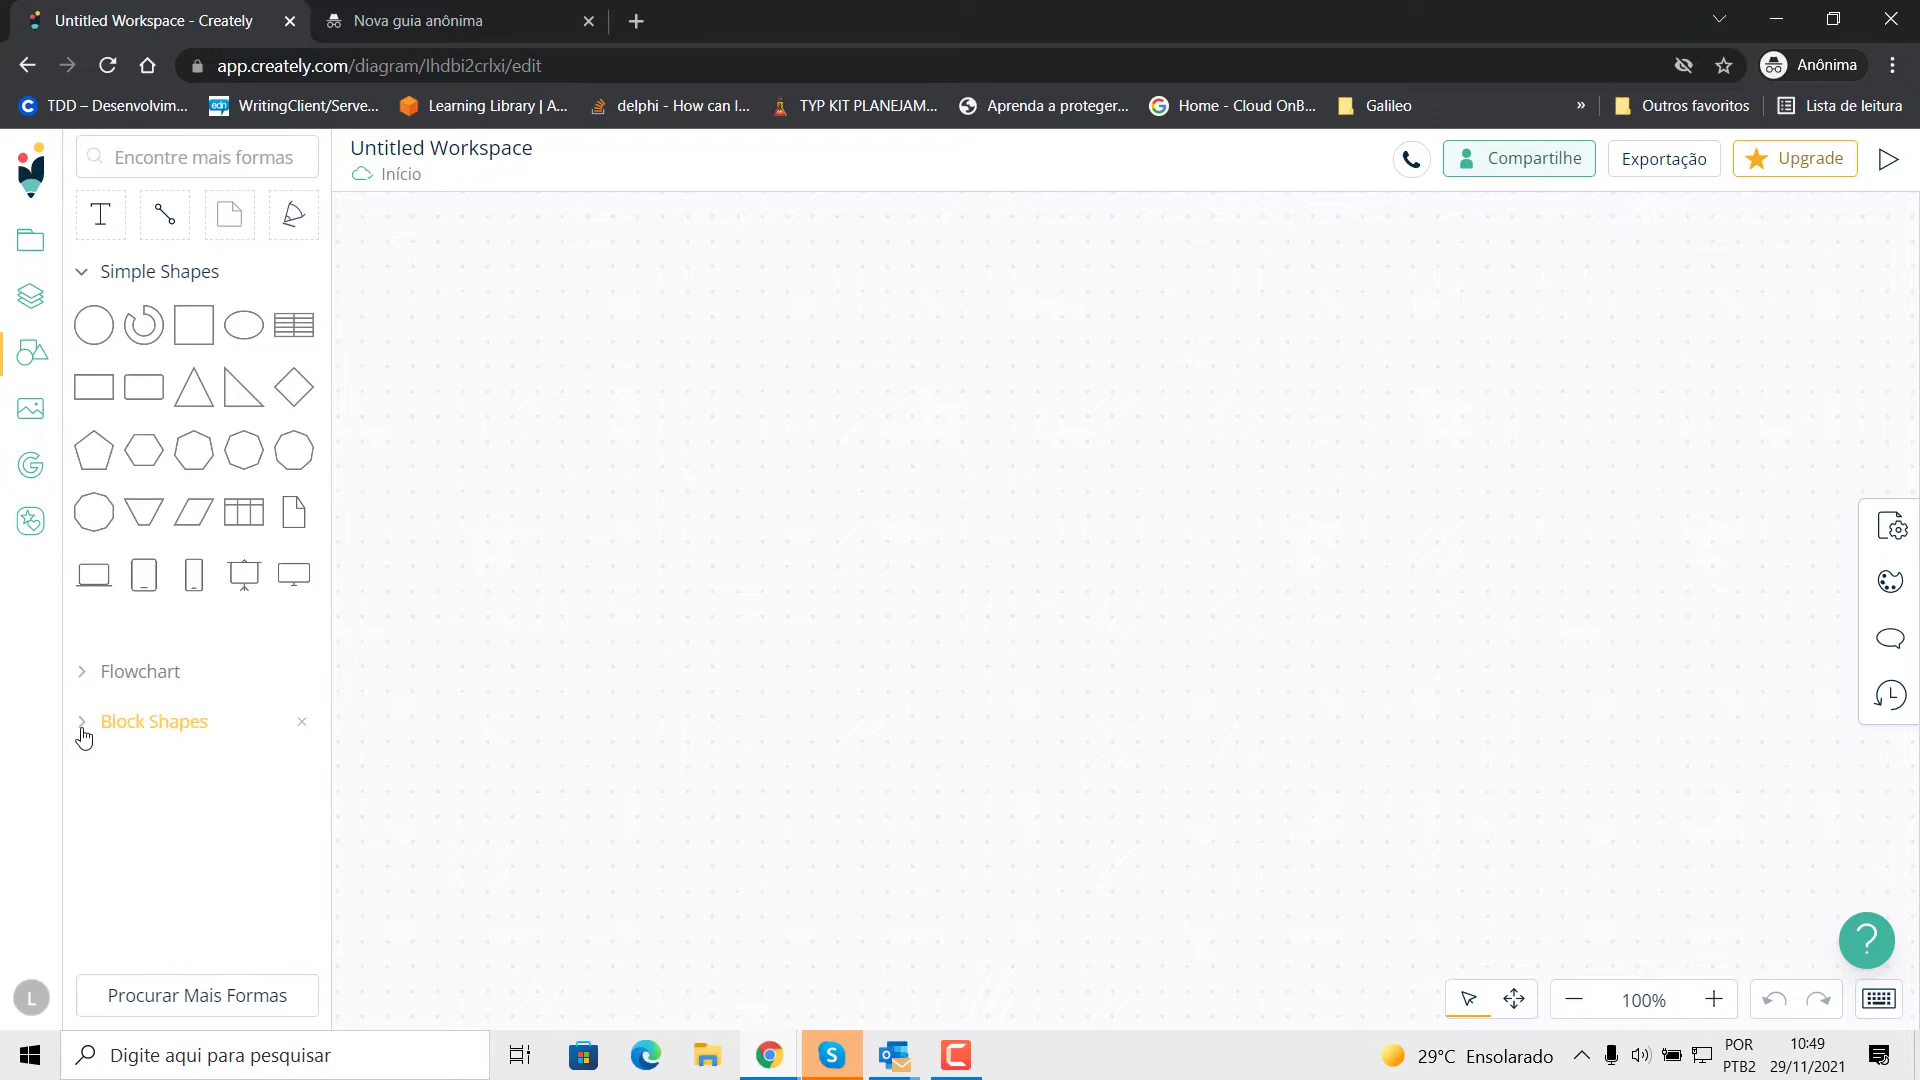 Untitled Workspace - Creately
Nova guia anônima
app.creately.com/diagram/Ihdbi2crlxi/edit
Anônima
TDD – Desenvolvim...
WritingClient/Serve...
Learning Library | A...
delphi - How can I...
TYP KIT PLANEJAM...
Aprenda a proteger...
Home - Cloud OnB...
Galileo
»
Outros favoritos
Lista de leitura
Encontre mais formas
Untitled Workspace
Início
Compartilhe
Exportação
Upgrade
T
Simple Shapes
Flowchart
Block Shapes
Procurar Mais Formas
L
100%
?
Digite aqui para pesquisar
29°C Ensolarado
POR
PTB2
10:49
29/11/2021